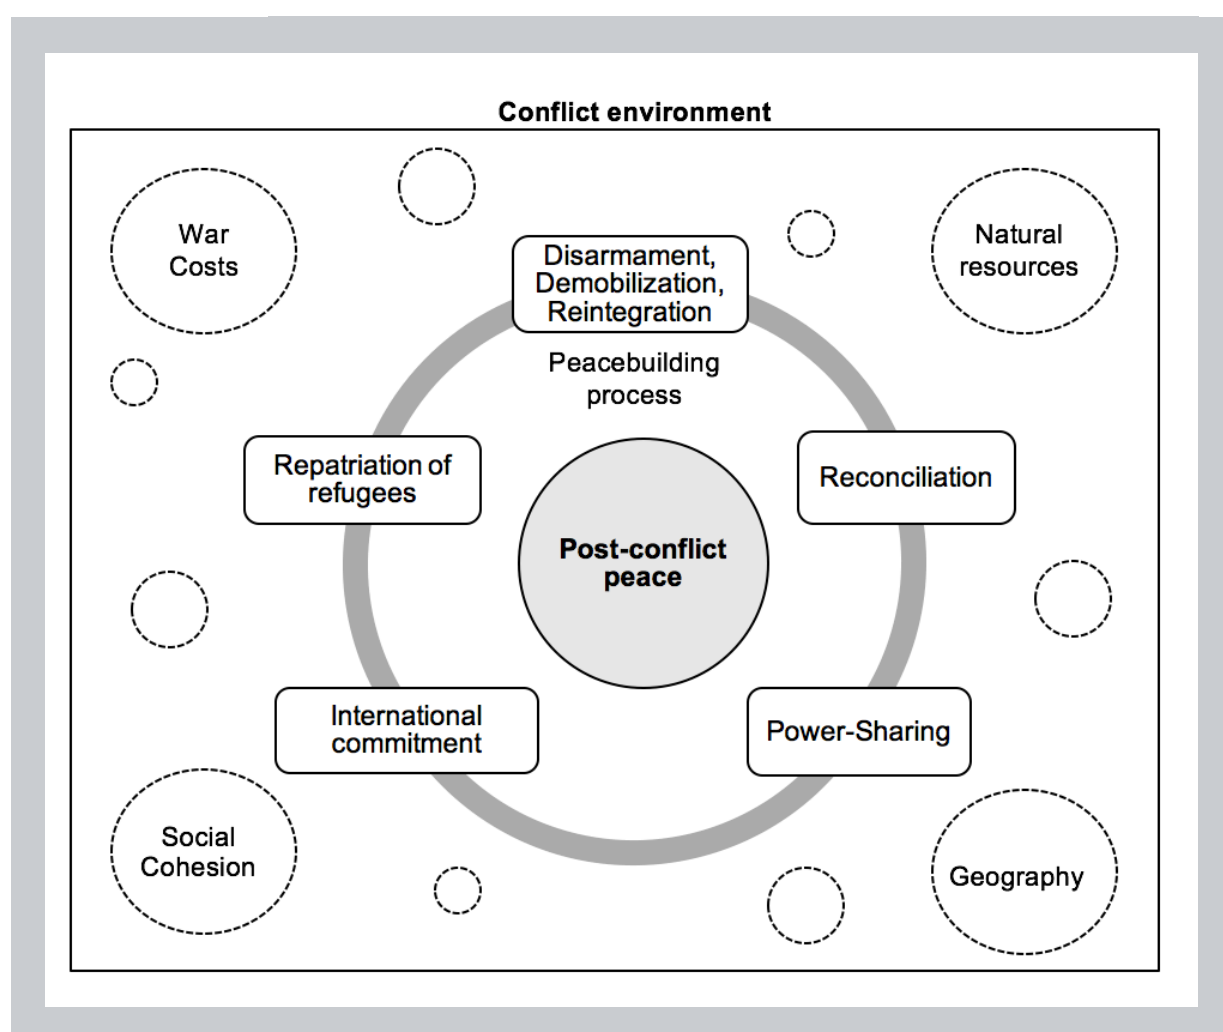 Conflict environment
War
Costs
Natural
resources
Disarmament,
Demobilization,
Reintegration
Peacebuilding
process
Repatriation of
refugees
Reconciliation
Post-conflict
peace
International
commitment
Power-Sharing
Social
Cohesion
Geography